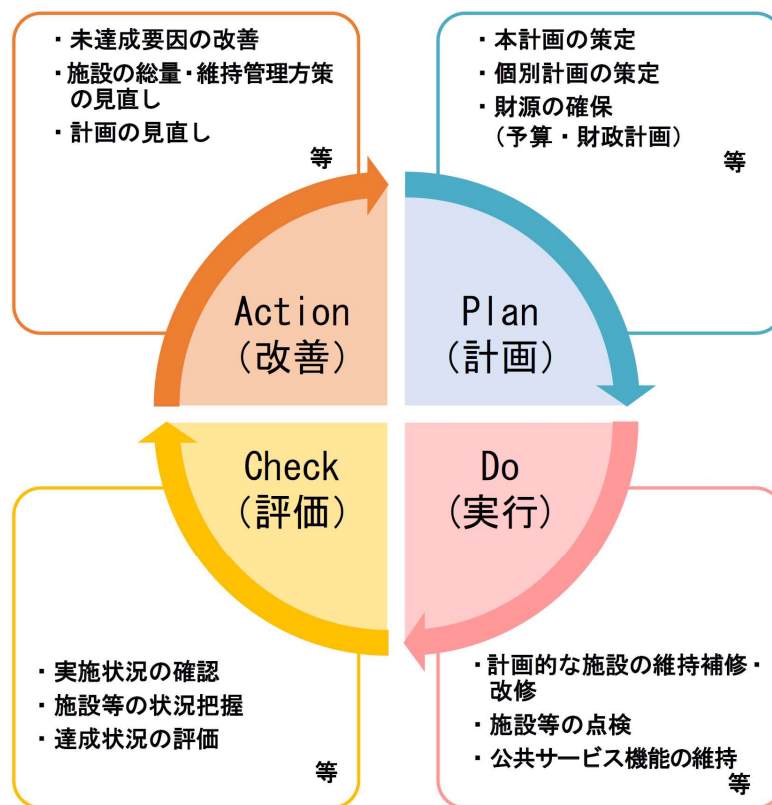 ・未達成要因の改善
・施設の総量・維持管理方策
の見直し
・計画の見直し
等
・本計画の策定
・個別計画の策定
・財源の確保
（予算・財政計画）
等
Action
（改善）
Plan
（計画）
Check
（評価）
Do
（実行）
・実施状況の確認
・施設等の状況把握
・達成状況の評価
等
・計画的な施設の維持補修・
改修
・施設等の点検
・公共サービス機能の維持
等